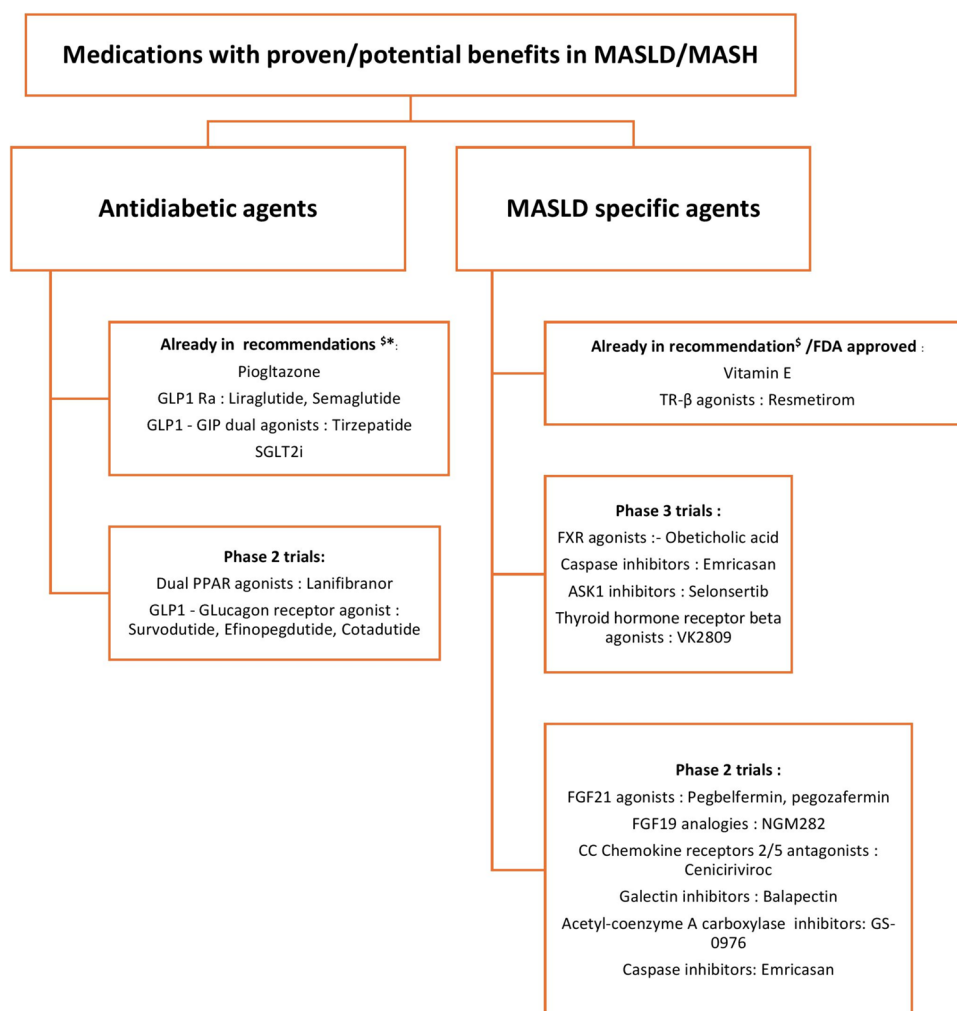 Medications with proven/potential benefits in MASLD/MASH
Antidiabetic agents
Already in recommendations $*:
Piogltazone
GLP1 Ra : Liraglutide, Semaglutide
GLP1 - GIP dual agonists : Tirzepatide
SGLT2i
Phase 2 trials:
Dual PPAR agonists : Lanifibranor
GLP1 - GLucagon receptor agonist :
Survodutide, Efinopegdutide, Cotadutide
MASLD specific agents
Already in recommendation$ /FDA approved :
Vitamin E
TR-β agonists : Resmetirom
Phase 3 trials :
FXR agonists :- Obeticholic acid
Caspase inhibitors : Emricasan
ASK1 inhibitors : Selonsertib
Thyroid hormone receptor beta
agonists : VK2809
Phase 2 trials :
FGF21 agonists : Pegbelfermin, pegozafermin
FGF19 analogies : NGM282
CC Chemokine receptors 2/5 antagonists :
Ceniciriviroc
Galectin inhibitors : Balapectin
Acetyl-coenzyme A carboxylase inhibitors: GS-
0976
Caspase inhibitors: Emricasan